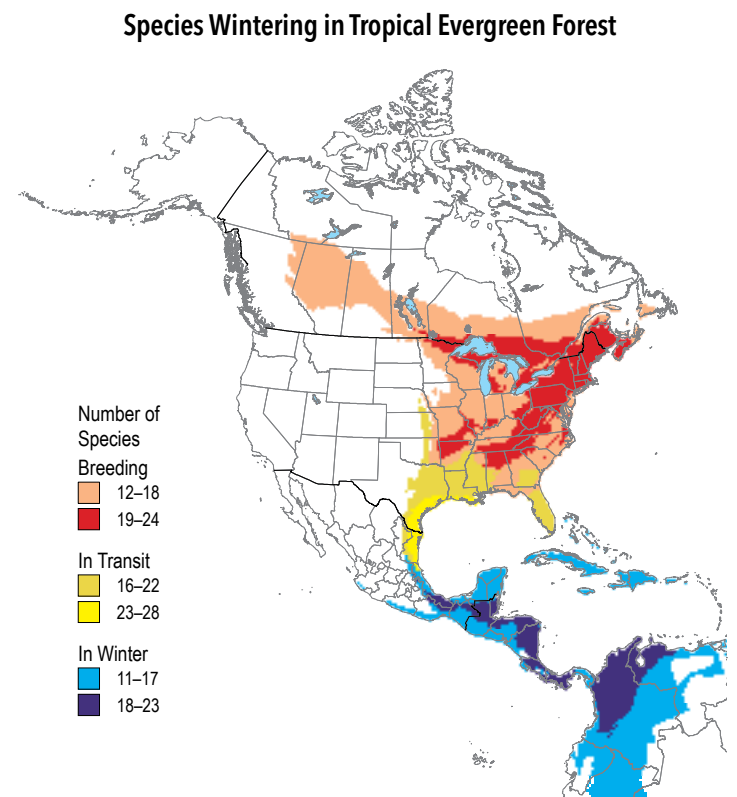 Species Wintering in Tropical Evergreen Forest
Number of
Species
Breeding
12–18
19–24
In Transit
16–22
23–28
In Winter
11–17
18–23